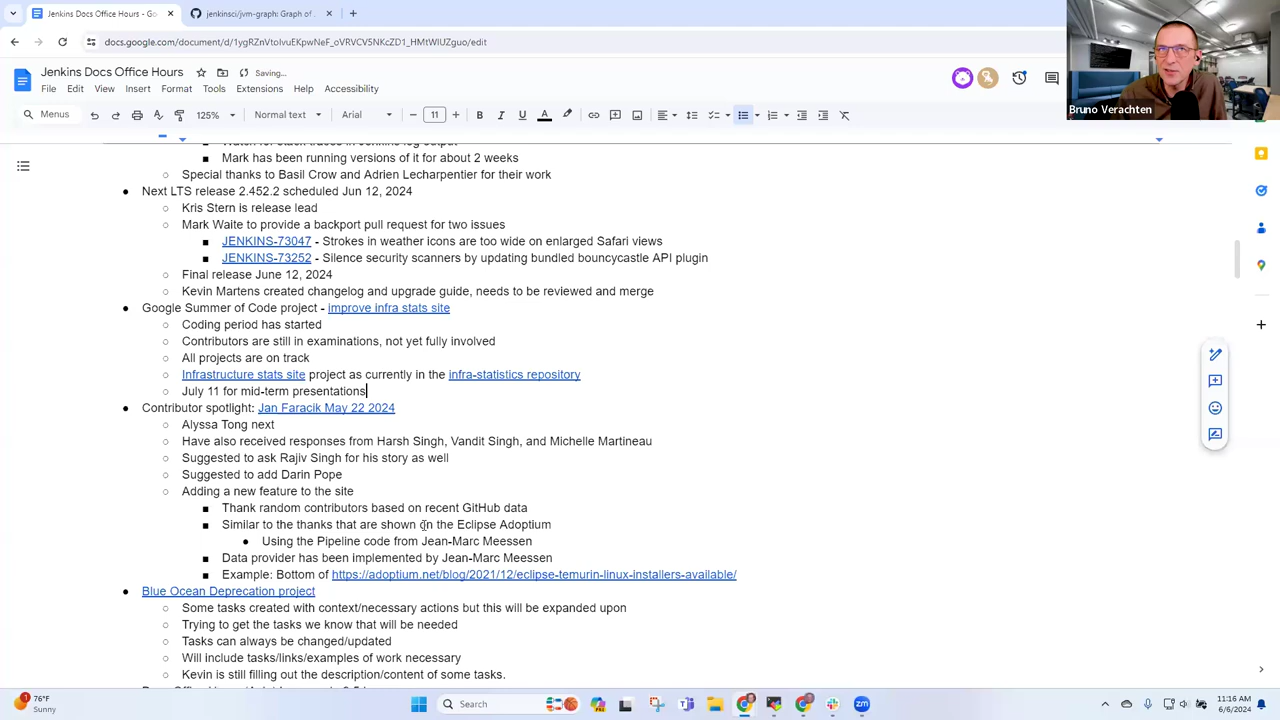 Jenkins Docs Office Hours - Go
jenkinsci/jvm-graph: Graph of
docs.google.com/document/d/1ygRZnVtoIvuEKpwNeF_oVRCV5NKcZD1_HMtWIUZguo/edit
Jenkins Docs Office Hours
Saving...
File Edit View Insert Format Tools Extensions Help Accessibility
Menus
125%
Normal text
Arial
11
Bruno Verachten
Mark has been running versions of it for about 2 weeks
Special thanks to Basil Crow and Adrien Lecharpentier for their work
Next LTS release 2.452.2 scheduled Jun 12, 2024
Kris Stern is release lead
Mark Waite to provide a backport pull request for two issues
JENKINS-73047 - Strokes in weather icons are too wide on enlarged Safari views
JENKINS-73252 - Silence security scanners by updating bundled bouncycastle API plugin
Final release June 12, 2024
Kevin Martens created changelog and upgrade guide, needs to be reviewed and merge
Google Summer of Code project - improve infra stats site
Coding period has started
Contributors are still in examinations, not yet fully involved
All projects are on track
Infrastructure stats site project as currently in the infra-statistics repository
July 11 for mid-term presentations
Contributor spotlight: Jan Faracik May 22 2024
Alyssa Tong next
Have also received responses from Harsh Singh, Vandit Singh, and Michelle Martineau
Suggested to ask Rajiv Singh for his story as well
Suggested to add Darin Pope
Adding a new feature to the site
Thank random contributors based on recent GitHub data
Similar to the thanks that are shown on the Eclipse Adoptium
Using the Pipeline code from Jean-Marc Meessen
Data provider has been implemented by Jean-Marc Meessen
Example: Bottom of https://adoptium.net/blog/2021/12/eclipse-temurin-linux-installers-available/
Blue Ocean Deprecation project
Some tasks created with context/necessary actions but this will be expanded upon
Trying to get the tasks we know that will be needed
Tasks can always be changed/updated
Will include tasks/links/examples of work necessary
Kevin is still filling out the description/content of some tasks.
76°F
Sunny
Search
11:16 AM
6/6/2024